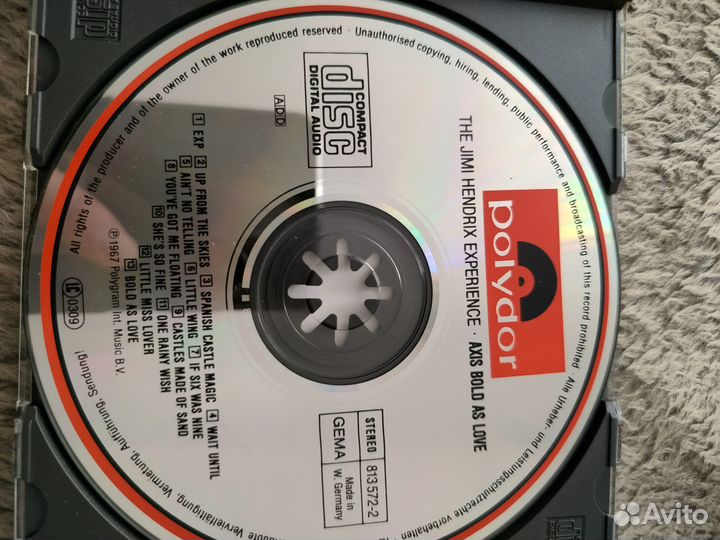 polydor
THE JIMI HENDRIX EXPERIENCE · AXIS BOLD AS LOVE
COMPACT
disc
DIGITAL AUDIO
ADD
STEREO 813 572-2
GEMA Made in W. Germany
1 EXP 2 UP FROM THE SKIES 3 SPANISH CASTLE MAGIC 4 WAIT UNTIL
5 AIN'T NO TELLING 6 LITTLE WING 7 IF SIX WAS NINE
8 YOU'VE GOT ME FLOATING 9 CASTLES MADE OF SAND
10 SHE'S SO FINE 11 ONE RAINY WISH
12 LITTLE MISS LOVER
13 BOLD AS LOVE
℗ 1967 Polygram Int. Music B.V.
LC 0309
All rights of the producer and of the owner of the work reproduced reserved · Unauthorised copying, hiring, lending, public performance and broadcasting of this record prohibited · Alle Urheber- und Leistungsschutzrechte vorbehalten ·
Vervielfältigung, Vermietung, Aufführung, Sendung!
Avito